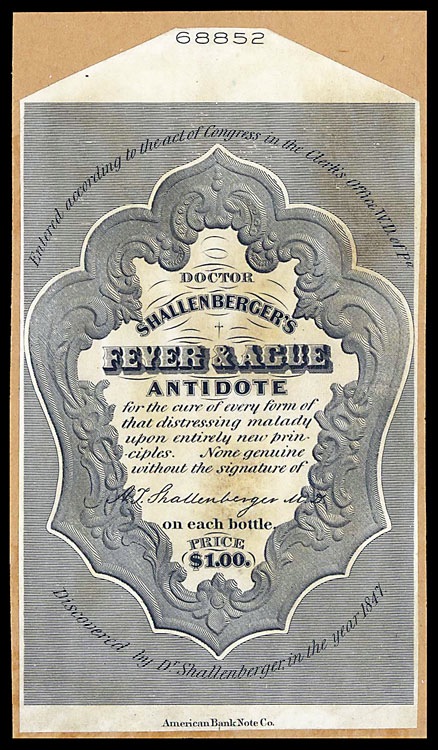 68852
Entered according to the act of Congress in the Clerk's Office W.D. of Pa
DOCTOR
SHALLENBERGER'S
FEVER & AGUE
ANTIDOTE
for the cure of every form of
that distressing malady
upon entirely new prin-
ciples. None genuine
without the signature of
A.T. Shallenberger M.D.
on each bottle.
PRICE
$1.00.
Discovered by Dr. Shallenberger, in the year 1847.
American Bank Note Co.